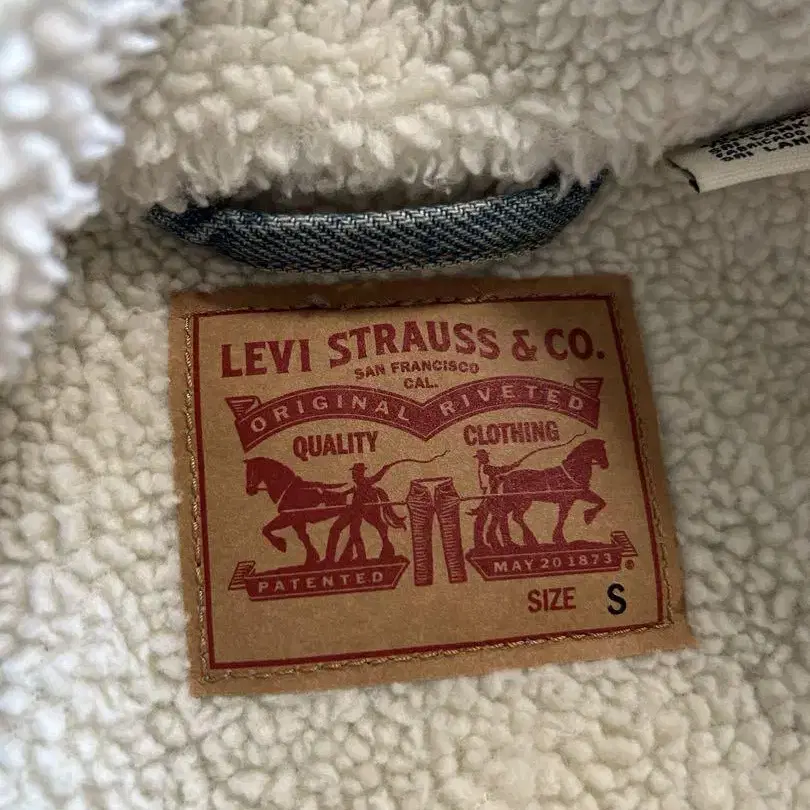 LEVI STRAUSS & CO.
SAN FRANCISCO
CAL.
ORIGINAL RIVETED
QUALITY CLOTHING
PATENTED MAY 20 1873 ®
SIZE S